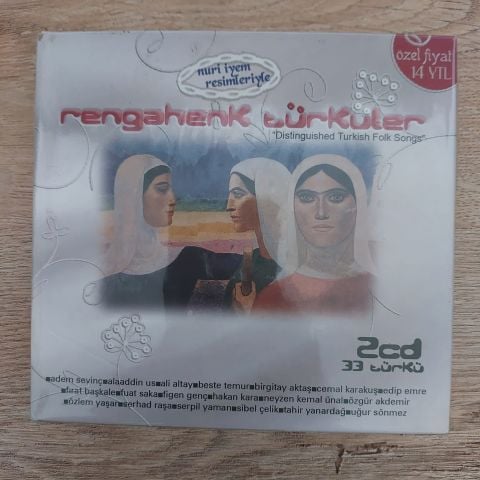 nuri iyem
resimleriyle
özel fiyat
14 YTL
rengahenk türküler
"Distinguished Turkish Folk Songs"
2cd
33 türkü
■adem sevinç■alaaddin us■ali altay■beste temur■birgitay aktaş■cemal karakuş■edip emre
■fırat başkale■fuat saka■figen genç■hakan kara■neyzen kemal ünal■özgür akdemir
■özlem yaşar■serhad raşa■serpil yaman■sibel çelik■tahir yanardağ■uğur sönmez